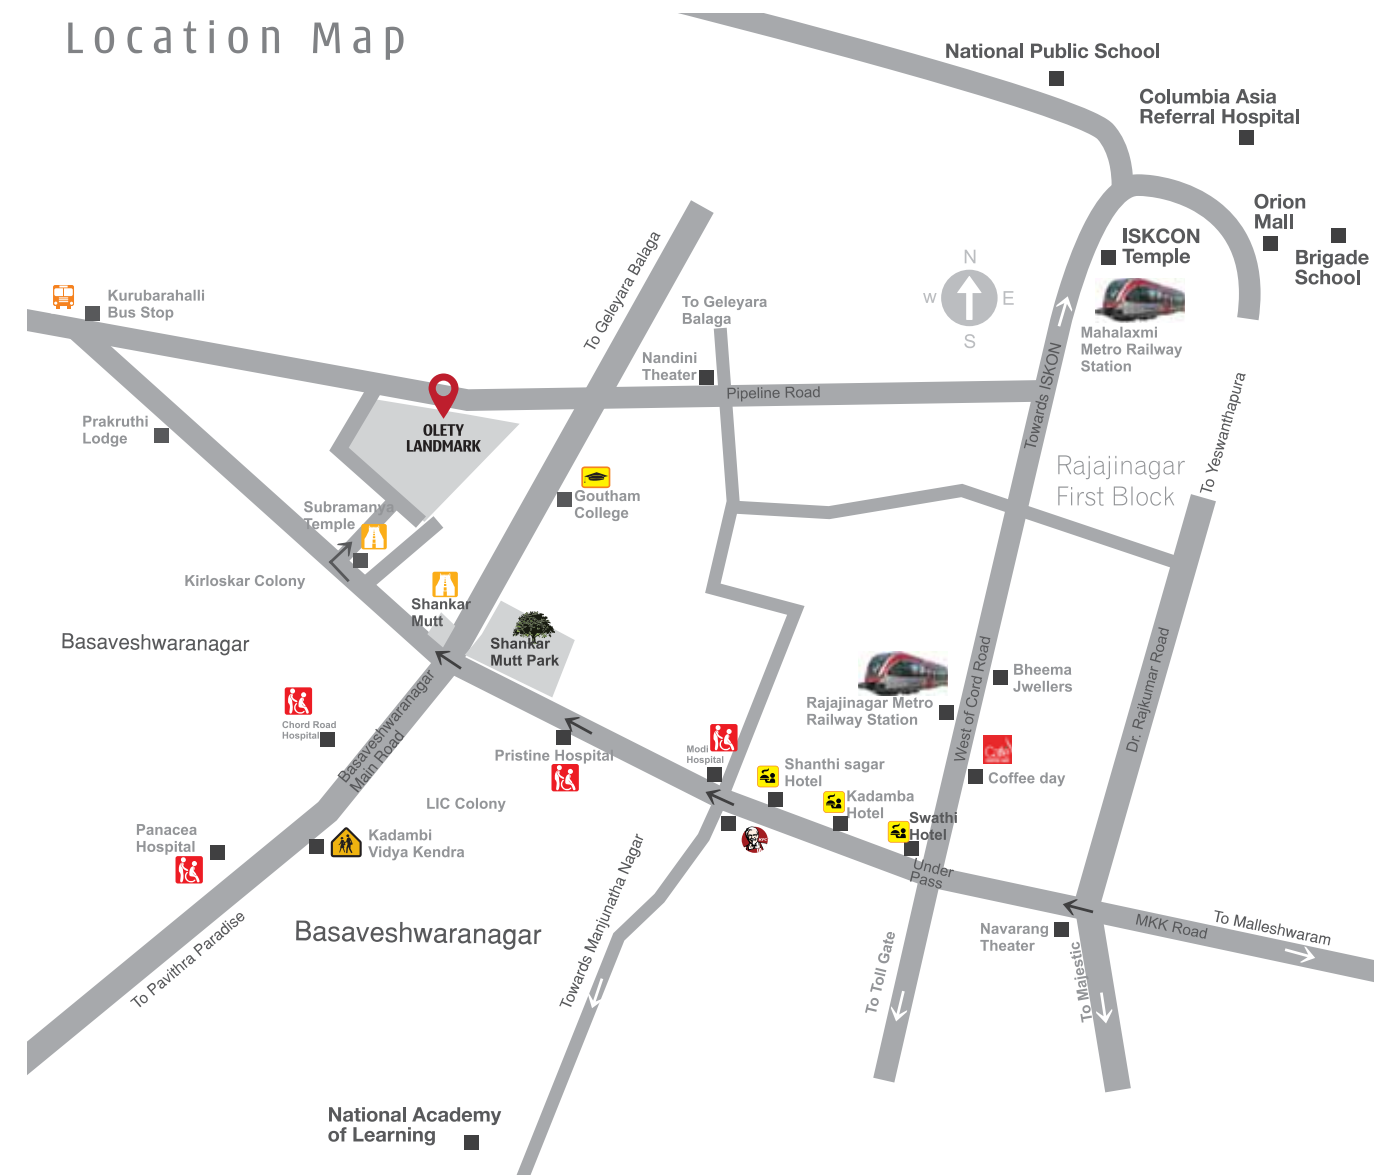 Location Map
National Public School
Columbia Asia
Referral Hospital
Orion
Mall
Brigade
School
ISKCON
Temple
N
W
E
S
Mahalaxmi
Metro Railway
Station
To Geleyara Balaga
To Geleyara
Balaga
Kurubarahalli
Bus Stop
Nandini
Theater
Pipeline Road
Towards ISKON
To Yeswanthapura
Prakruthi
Lodge
OLETY
LANDMARK
Rajajinagar
First Block
Goutham
College
Subramanya
Temple
Kirloskar Colony
Shankar
Mutt
Shankar
Mutt Park
Basaveshwaranagar
Bheema
Jwellers
Rajajinagar Metro
Railway Station
West of Cord Road
Dr. Rajkumar Road
Chord Road
Hospital
Basaveshwaranagar
Main Road
Pristine Hospital
Modi
Hospital
Shanthi sagar
Hotel
Coffee day
Kadamba
Hotel
LIC Colony
Swathi
Hotel
KFC
Panacea
Hospital
Kadambi
Vidya Kendra
Under
Pass
To Pavithra Paradise
Basaveshwaranagar
Towards Manjunatha Nagar
To Toll Gate
Navarang
Theater
To Majestic
MKK Road
To Malleshwaram
National Academy
of Learning